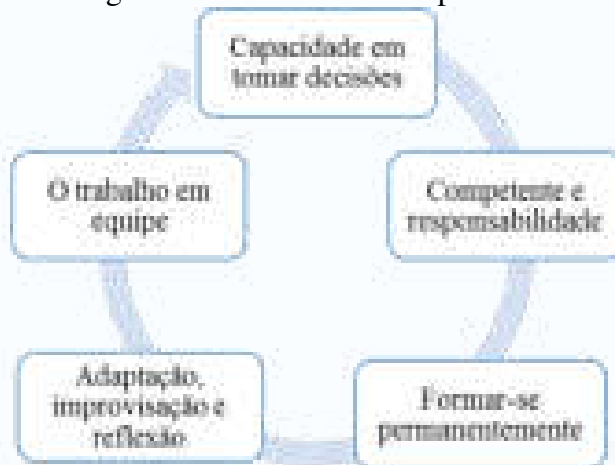 Capacidade em
tomar decisões
Competente e
responsabilidade
Formar-se
permanentemente
Adaptação,
improvisação e
reflexão
O trabalho em
equipe